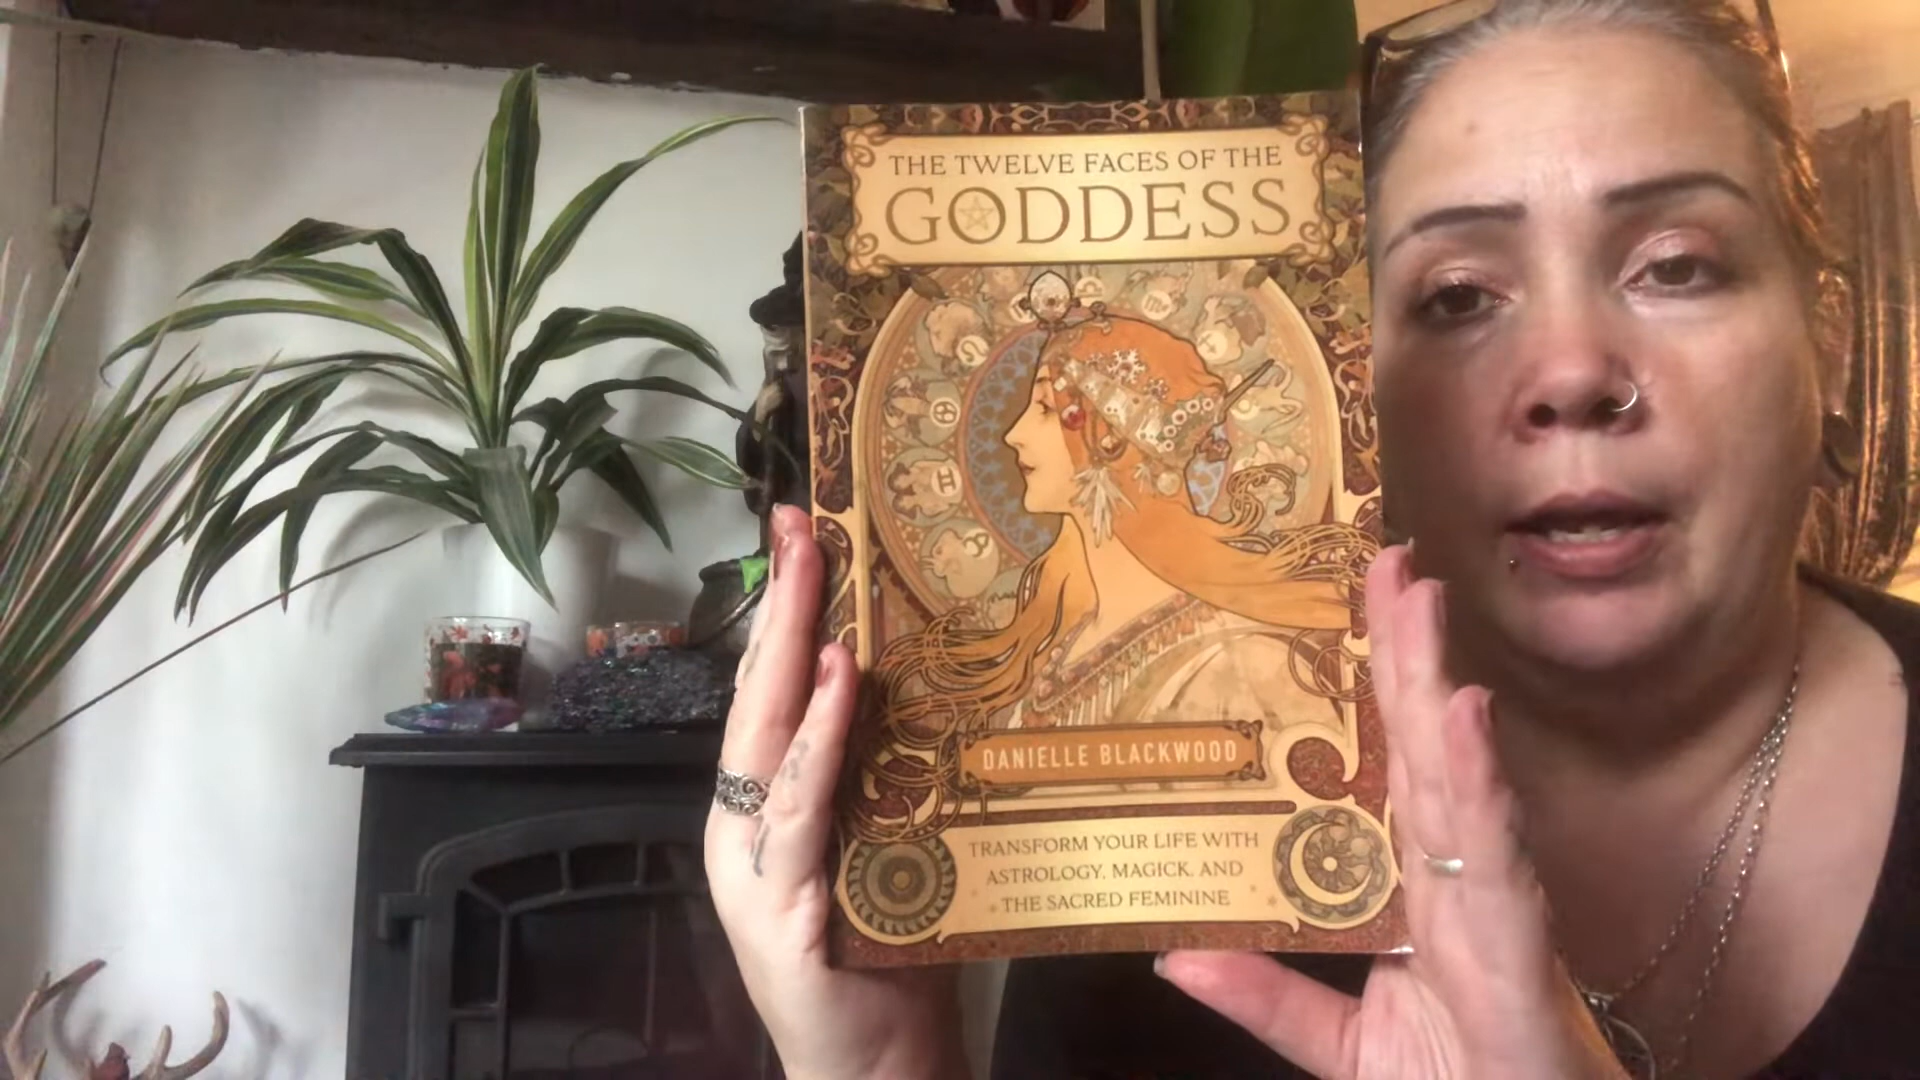 THE TWELVE FACES OF THE
GODDESS
DANIELLE BLACKWOOD
TRANSFORM YOUR LIFE WITH
ASTROLOGY, MAGICK, AND
THE SACRED FEMININE